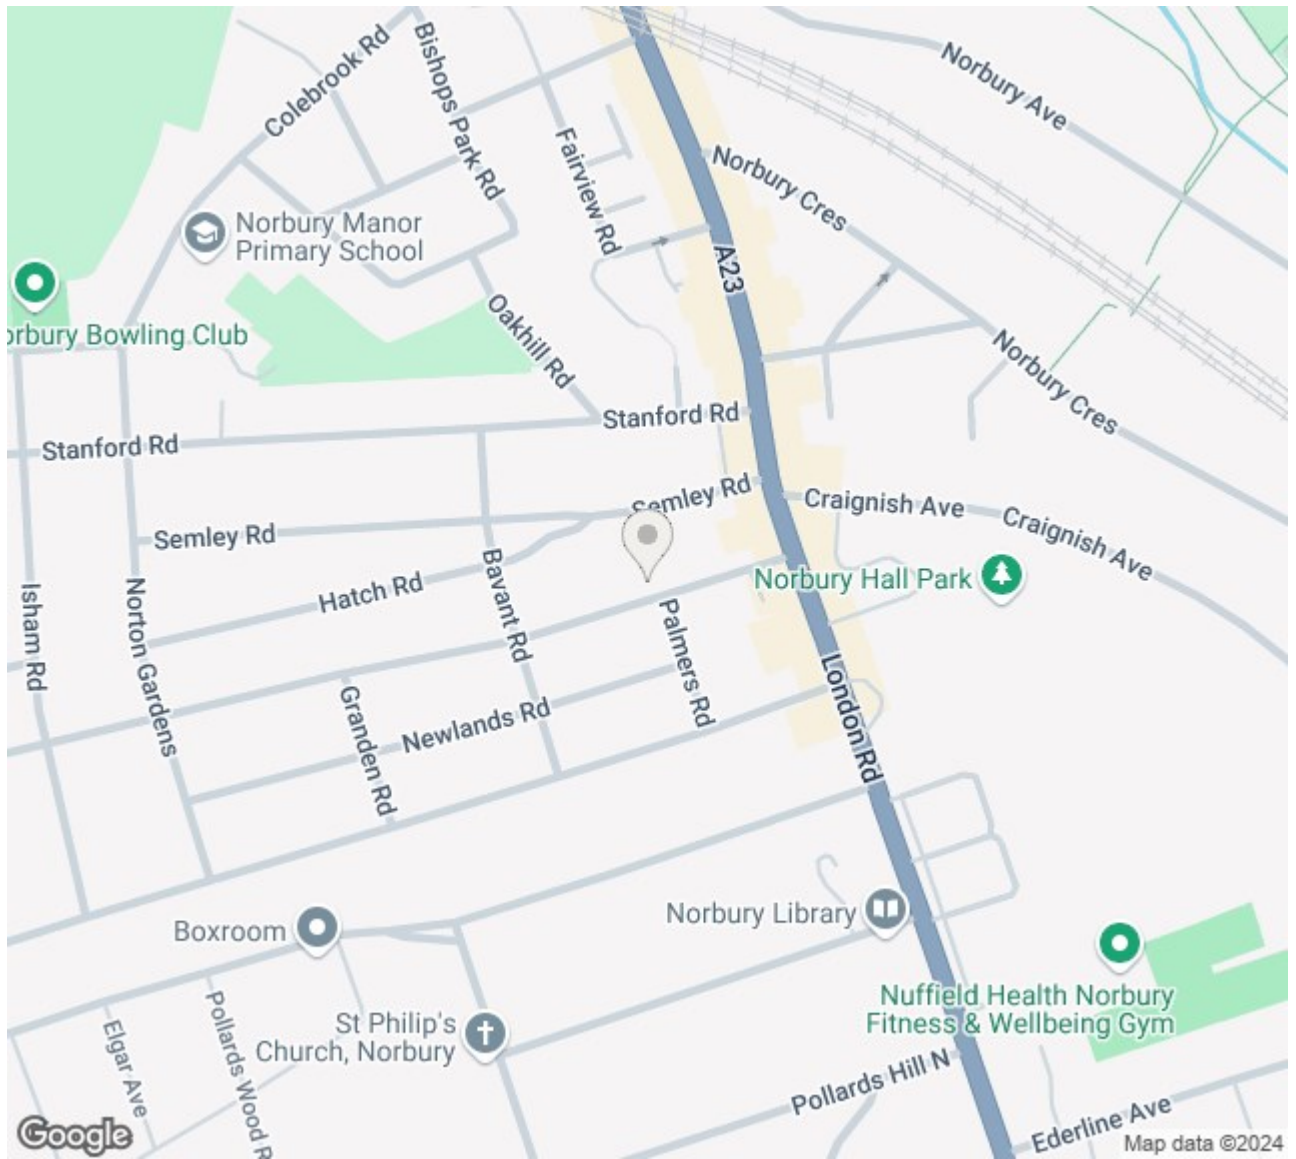 Colebrook Rd
Bishops Park Rd
Norbury Ave
Fairview Rd
Norbury Cres
Norbury Manor
Primary School
A23
orbury Bowling Club
Oakhill Rd
Norbury Cres
Stanford Rd
Stanford Rd
Semley Rd
Craignish Ave
Craignish Ave
Semley Rd
Hatch Rd
Bavant Rd
Norbury Hall Park
Isham Rd
Norton Gardens
Palmers Rd
Granden Rd
Newlands Rd
London Rd
Boxroom
Norbury Library
Nuffield Health Norbury
Fitness & Wellbeing Gym
St Philip's
Church, Norbury
Elgar Ave
Pollards Wood R
Pollards Hill N
Ederline Ave
Google
Map data ©2024